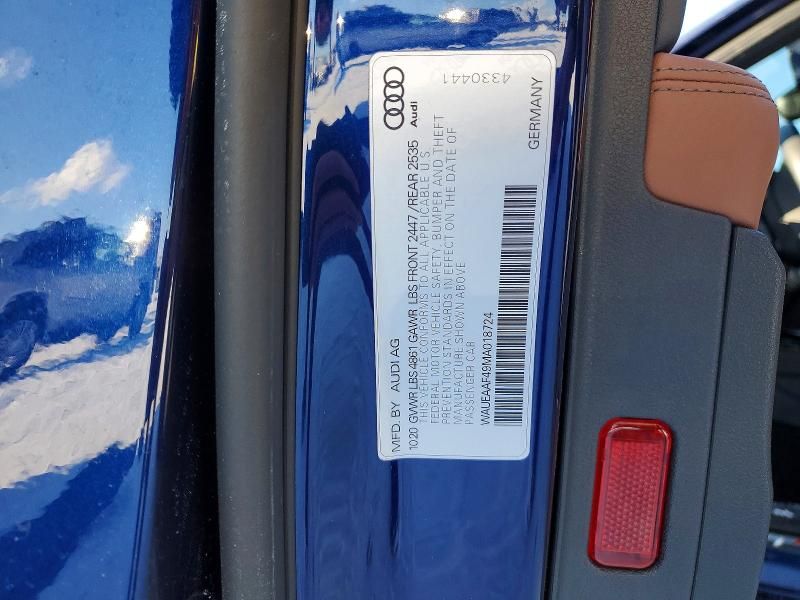 MFD. BY AUDI AG
1020 GVWR LBS 4861 GAWR LBS FRONT 2447 / REAR 2535
Audi
THIS VEHICLE CONFORMS TO ALL APPLICABLE U.S.
FEDERAL MOTOR VEHICLE SAFETY, BUMPER AND THEFT
PREVENTION STANDARDS IN EFFECT ON THE DATE OF
MANUFACTURE SHOWN ABOVE
PASSENGER CAR
WAUEAAF49MA018724
4330441
GERMANY